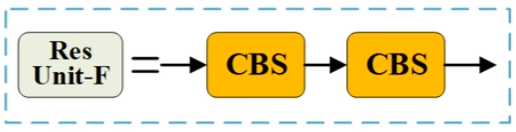 Res
Unit-F
=
CBS
CBS